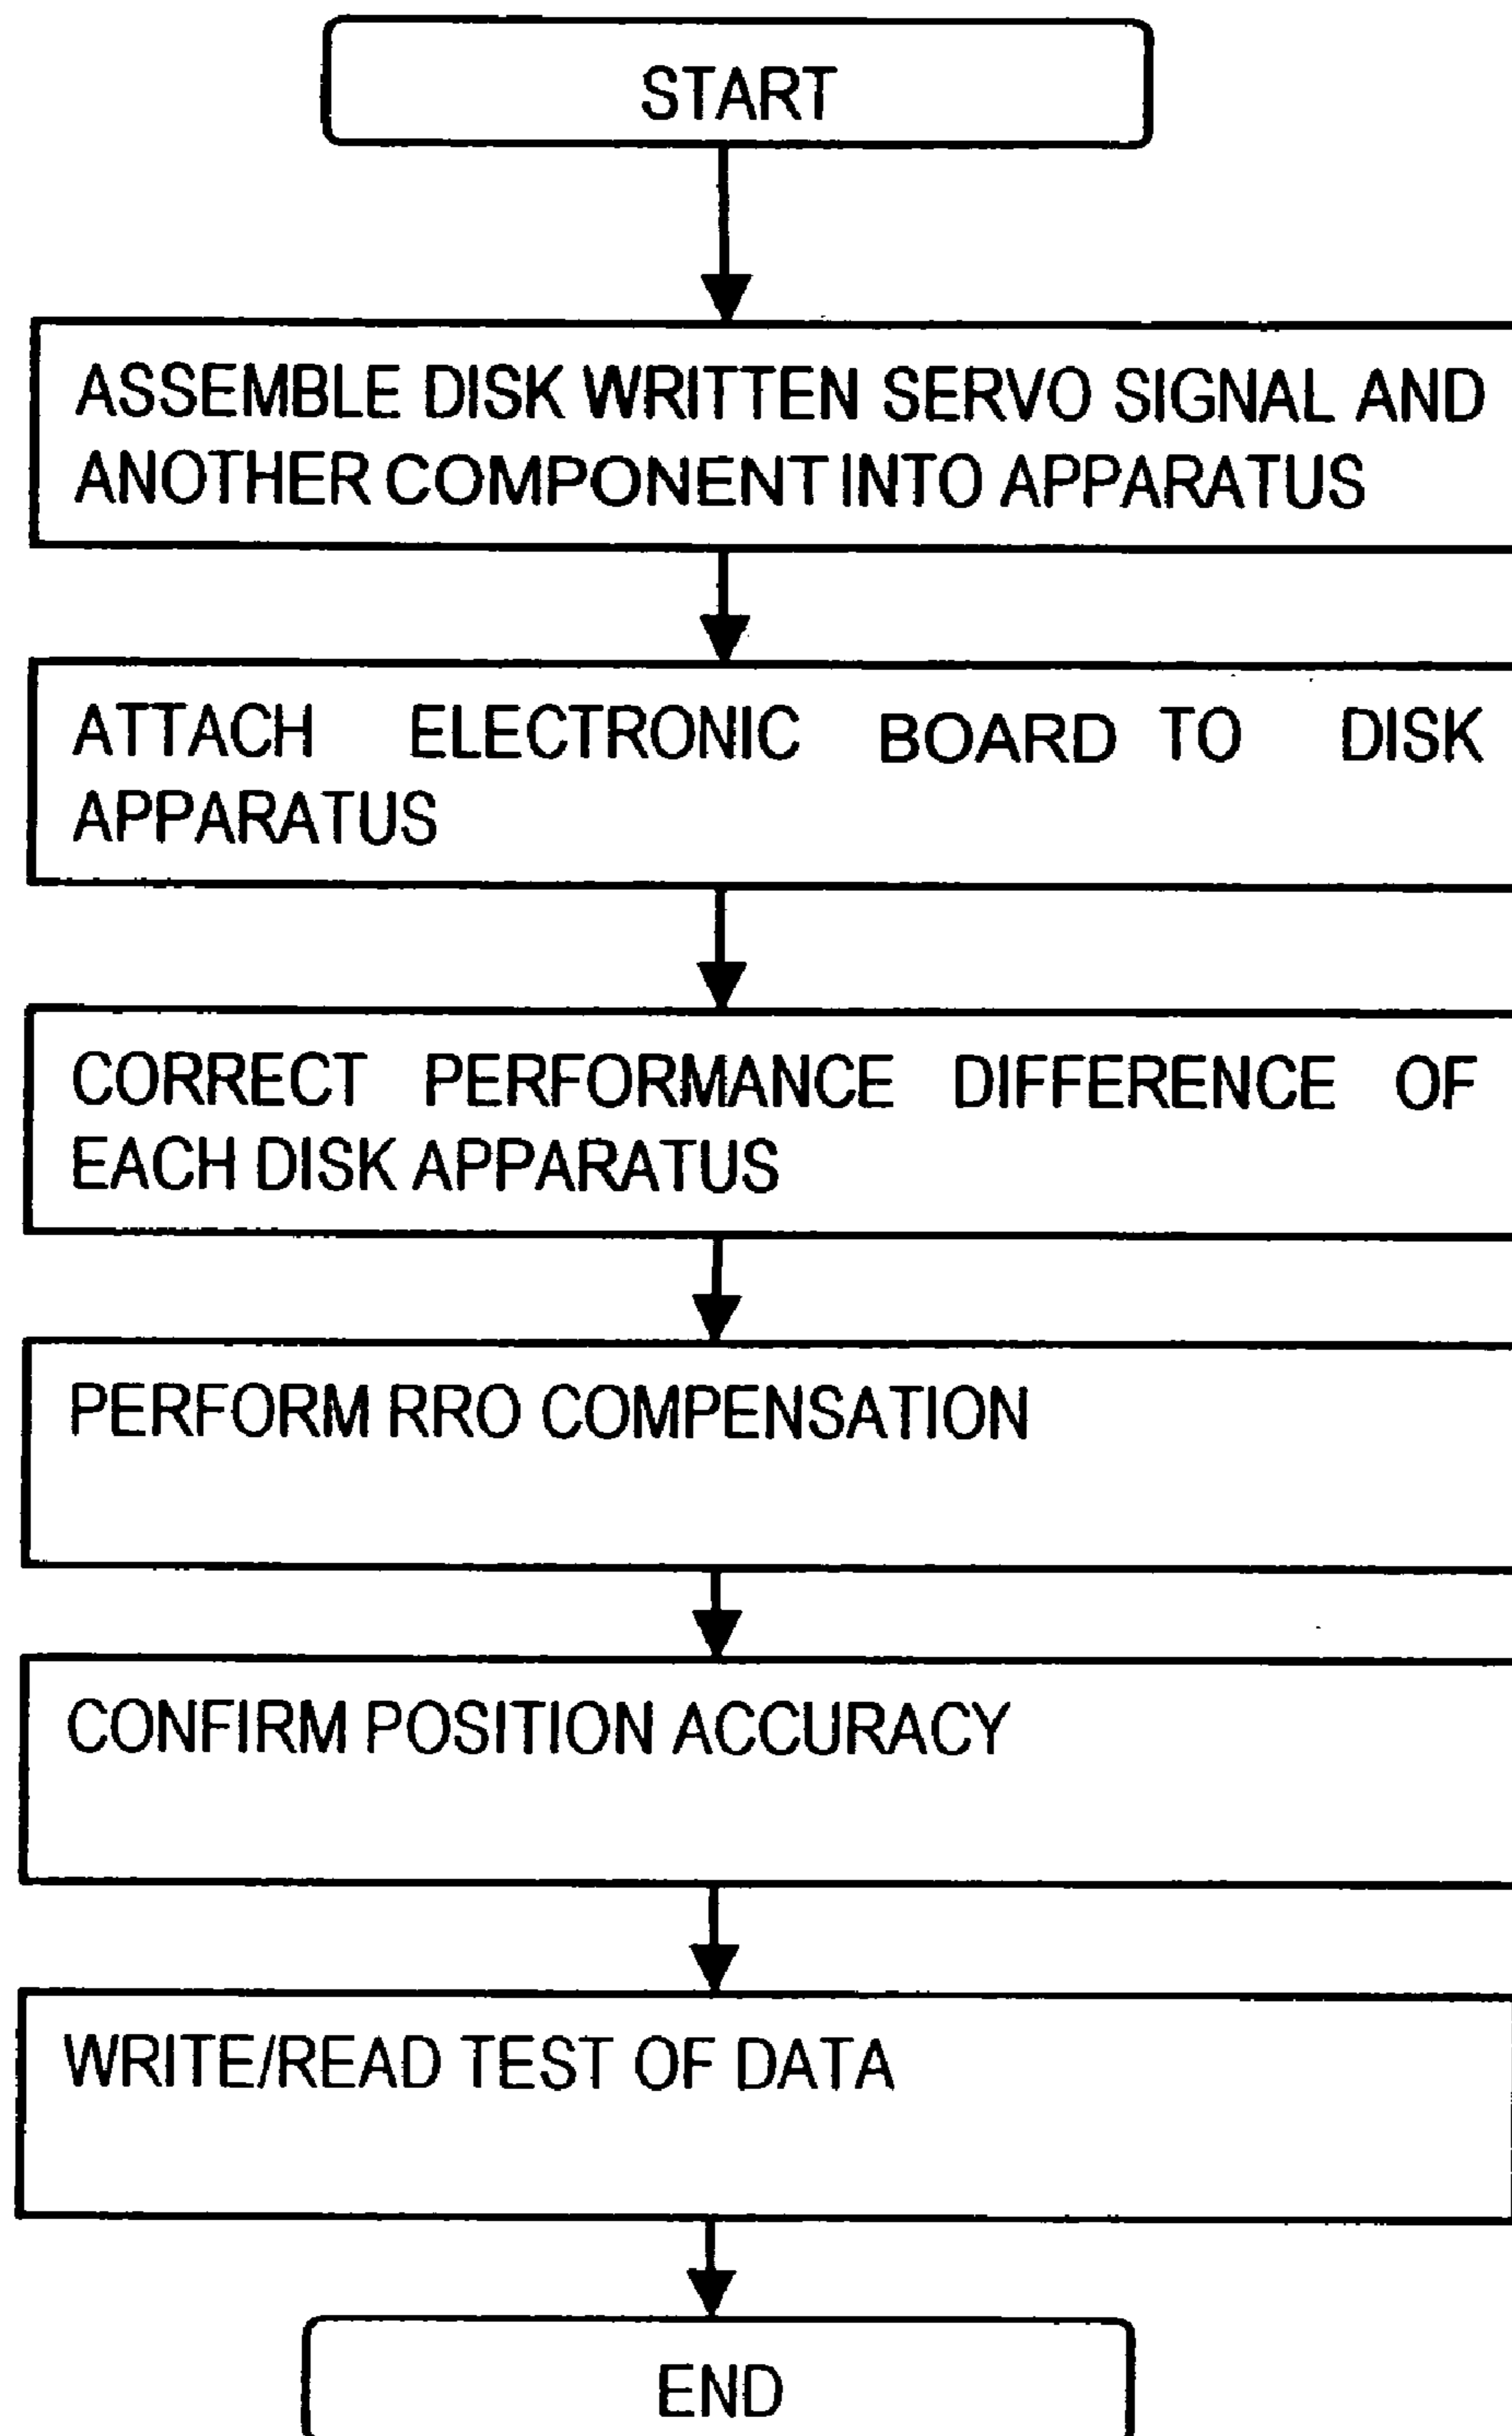 START
ASSEMBLE DISK WRITTEN SERVO SIGNAL AND
ANOTHER COMPONENT INTO APPARATUS
ATTACH ELECTRONIC BOARD TO DISK
APPARATUS
CORRECT PERFORMANCE DIFFERENCE OF
EACH DISK APPARATUS
PERFORM RRO COMPENSATION
CONFIRM POSITION ACCURACY
WRITE/READ TEST OF DATA
END